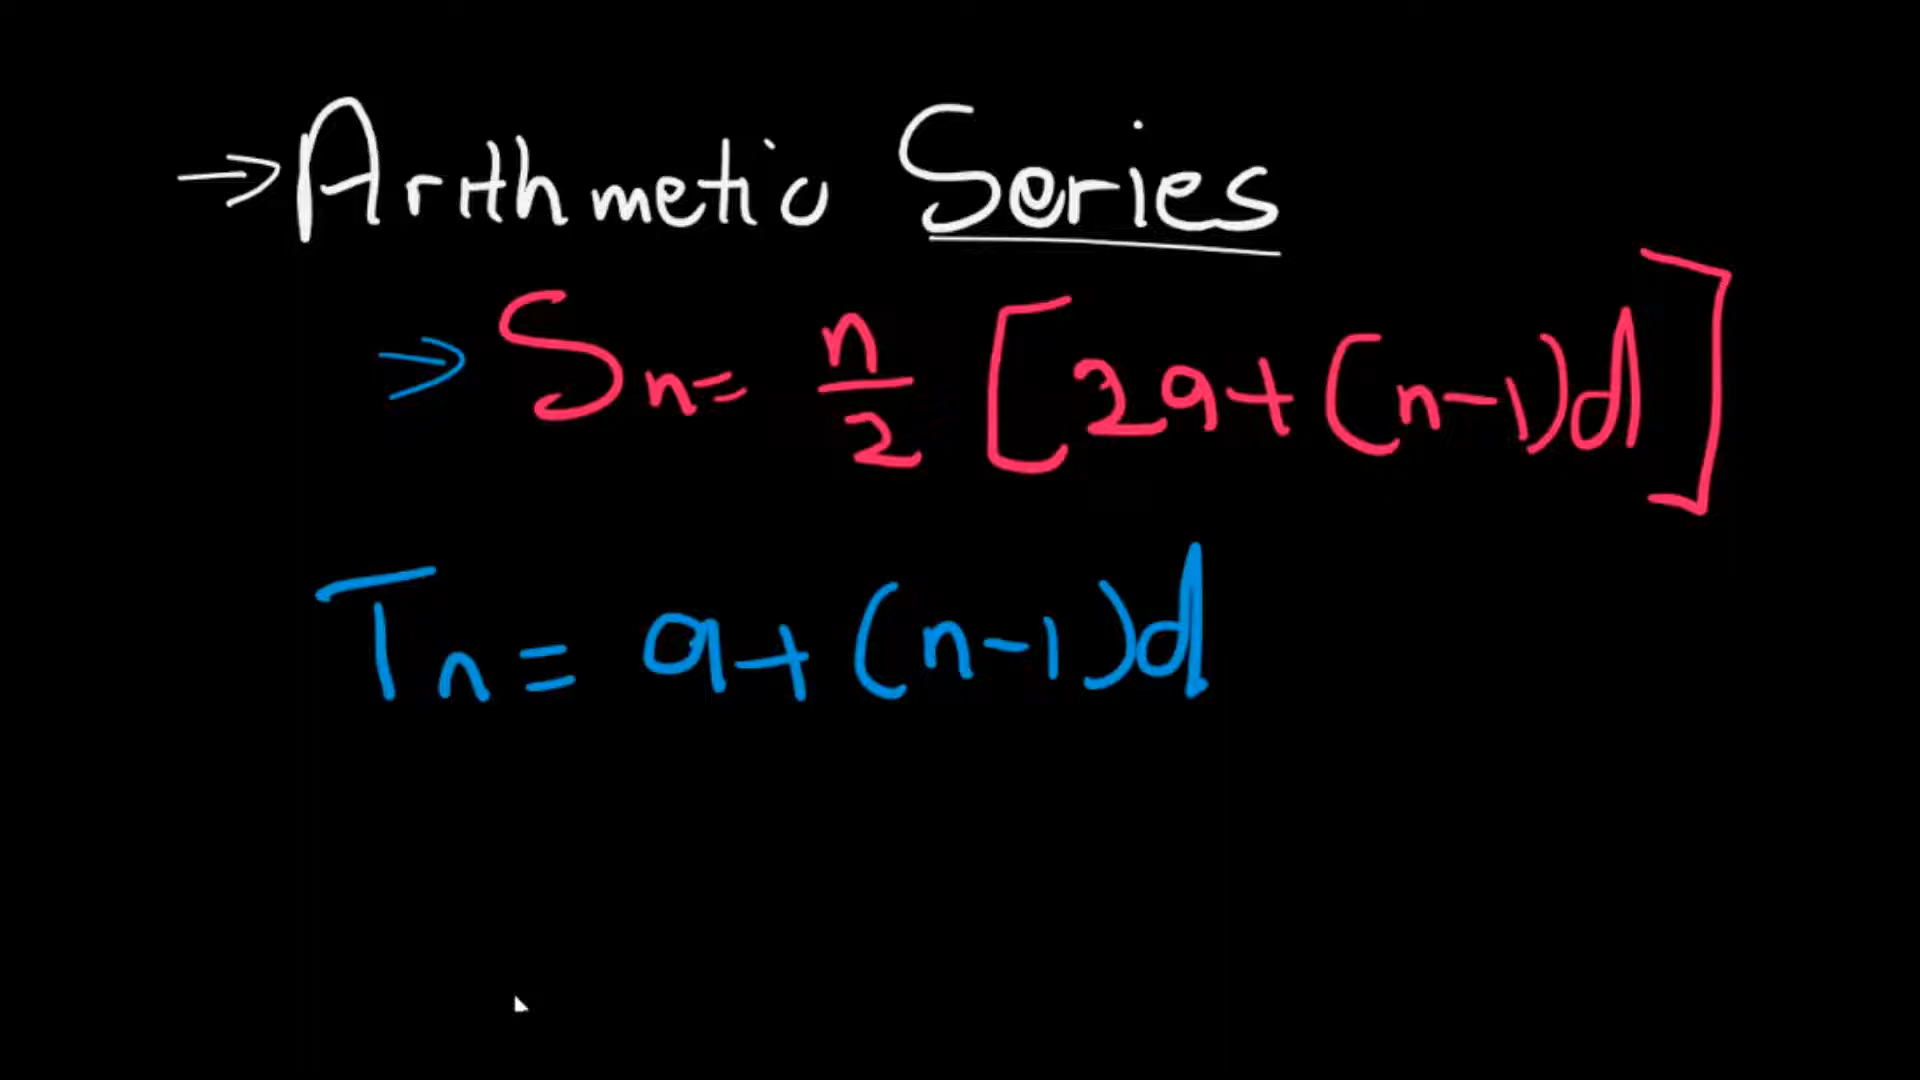 → Arithmetic Series
⇒ Sn = n/2 [2a + (n-1)d]
Tn = a + (n-1)d